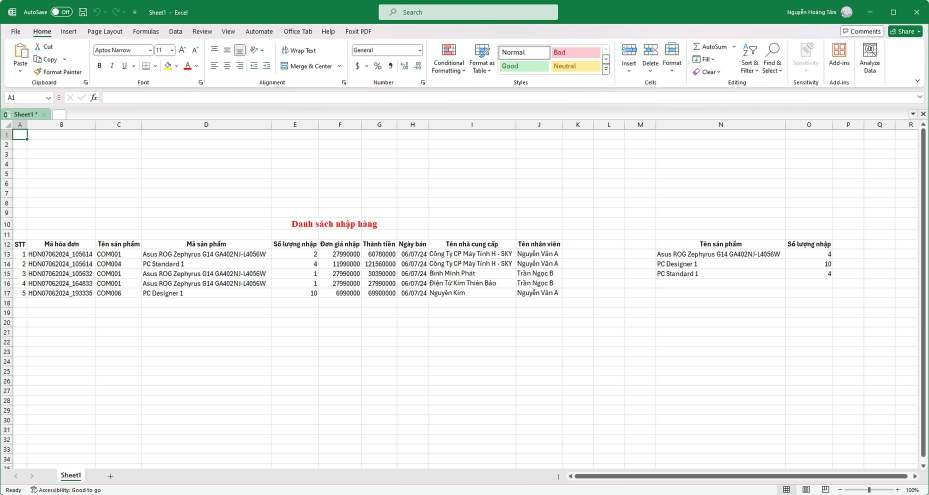 AutoSave Off Sheet1 - Excel Search Nguyễn Hoàng Tâm
File Home Insert Page Layout Formulas Data Review View Automate Office Tab Help Foxit PDF Comments Share
Paste Cut Copy Format Painter Clipboard
Aptos Narrow 11 Font
Wrap Text Merge & Center Alignment
General Number
Conditional Formatting Format as Table Normal Bad Good Neutral Styles
Insert Delete Format Cells
AutoSum Fill Clear Sort & Filter Find & Select Editing
Sensitivity Sensitivity
Add-ins Add-ins
Analyze Data
A1 fx
Sheet1 *
A B C D E F G H I J K L M N O P Q R
Danh sách nhập hàng
STT Mã hóa đơn Tên sản phẩm Mã sản phẩm Số lượng nhập Đơn giá nhập Thành tiền Ngày bán Tên nhà cung cấp Tên nhân viên Tên sản phẩm Số lượng nhập
1 HDN07062024_105614 COM001 Asus ROG Zephyrus G14 GA402NJ-L4056W 2 27990000 60780000 06/07/24 Công Ty CP Máy Tính H - SKY Nguyễn Văn A Asus ROG Zephyrus G14 GA402NJ-L4056W 4
2 HDN07062024_105614 COM004 PC Standard 1 4 11990000 121560000 06/07/24 Công Ty CP Máy Tính H - SKY Nguyễn Văn A PC Designer 1 10
3 HDN07062024_105632 COM001 Asus ROG Zephyrus G14 GA402NJ-L4056W 1 27990000 30390000 06/07/24 Bình Minh Phát Trần Ngọc B PC Standard 1 4
4 HDN07062024_164833 COM001 Asus ROG Zephyrus G14 GA402NJ-L4056W 1 27990000 27990000 06/07/24 Điện Tử Kim Thiên Bảo Trần Ngọc B
5 HDN07062024_193335 COM006 PC Designer 1 10 6990000 69900000 06/07/24 Nguyễn Kim Nguyễn Văn A
Sheet1
Ready Accessibility: Good to go 100%